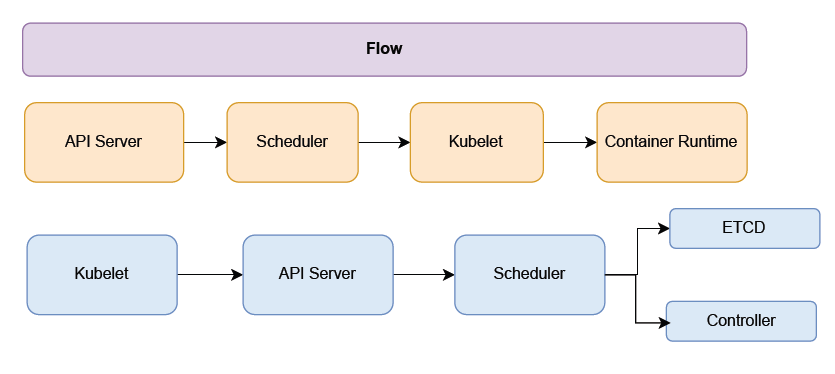 Flow
API Server
Scheduler
Kubelet
Container Runtime
Kubelet
API Server
Scheduler
ETCD
Controller